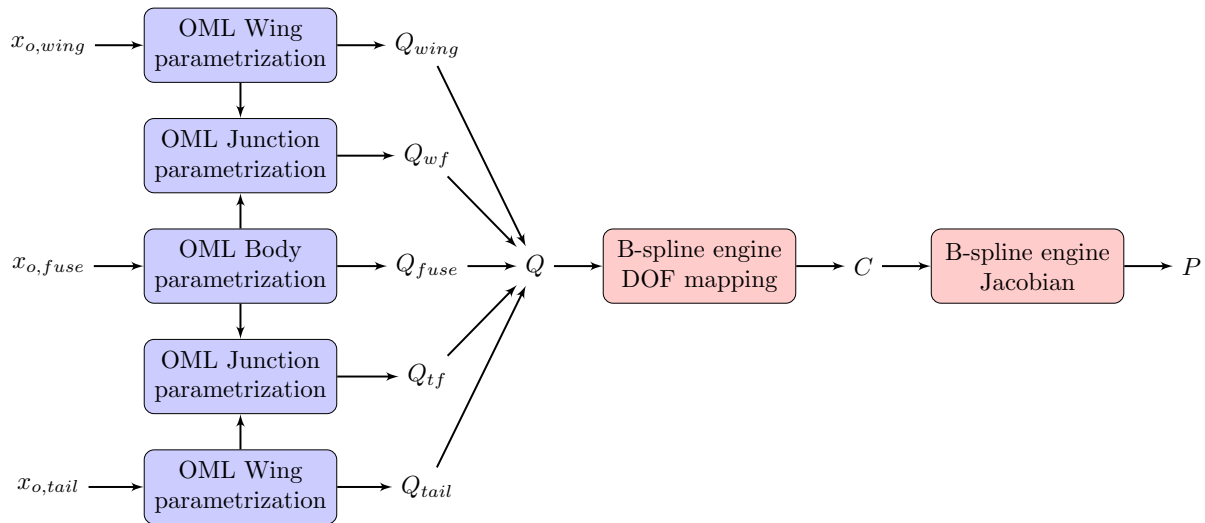 OML Wing
parametrization
x_{o,wing}
Q_{wing}
OML Junction
parametrization
Q_{wf}
OML Body
parametrization
x_{o,fuse}
Q_{fuse}
Q
B-spline engine
DOF mapping
C
B-spline engine
Jacobian
P
OML Junction
parametrization
Q_{tf}
OML Wing
parametrization
x_{o,tail}
Q_{tail}